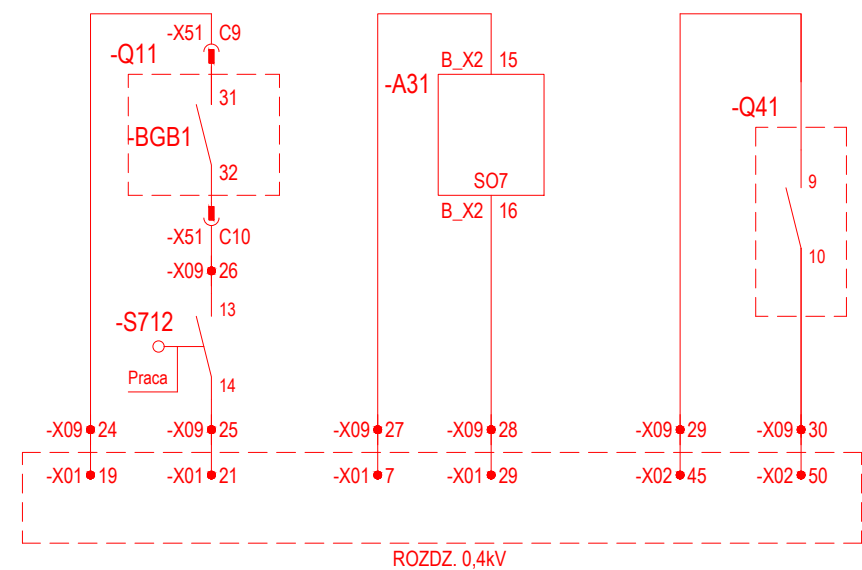 -X51 C9
-Q11
31
-BGB1
32
-X51 C10
-X09 26
13
-S712
Praca
14
B_X2 15
-A31
SO7
B_X2 16
-Q41
9
10
-X09 24 -X09 25 -X09 27 -X09 28 -X09 29 -X09 30
-X01 19 -X01 21 -X01 7 -X01 29 -X02 45 -X02 50
ROZDZ. 0,4kV